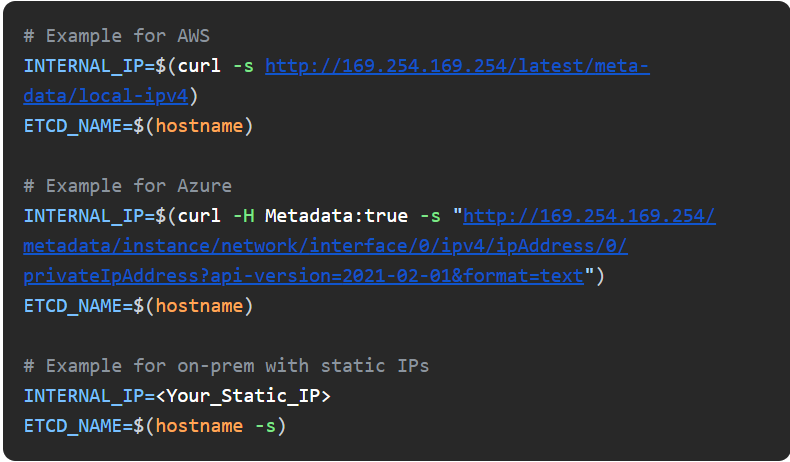 # Example for AWS
INTERNAL_IP=$(curl -s http://169.254.169.254/latest/meta-
data/local-ipv4)
ETCD_NAME=$(hostname)
# Example for Azure
INTERNAL_IP=$(curl -H Metadata:true -s "http://169.254.169.254/
metadata/instance/network/interface/0/ipv4/ipAddress/0/
privateIpAddress?api-version=2021-02-01&format=text")
ETCD_NAME=$(hostname)
# Example for on-prem with static IPs
INTERNAL_IP=<Your_Static_IP>
ETCD_NAME=$(hostname -s)